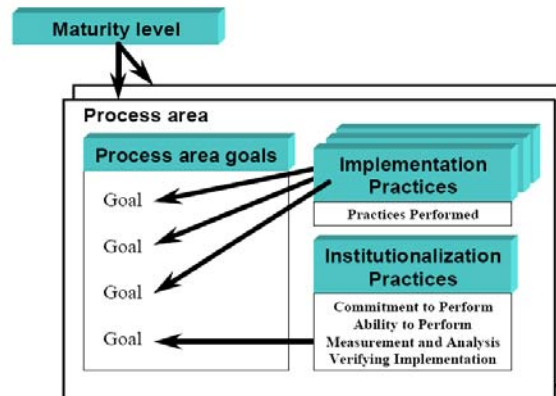 Maturity level
Process area
Process area goals
Goal
Goal
Goal
Goal
Implementation
Practices
Practices Performed
Institutionalization
Practices
Commitment to Perform
Ability to Perform
Measurement and Analysis
Verifying Implementation